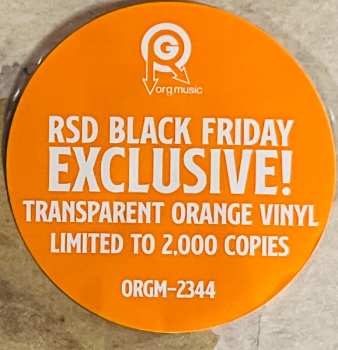 org music
RSD BLACK FRIDAY
EXCLUSIVE!
TRANSPARENT ORANGE VINYL
LIMITED TO 2,000 COPIES
ORGM-2344